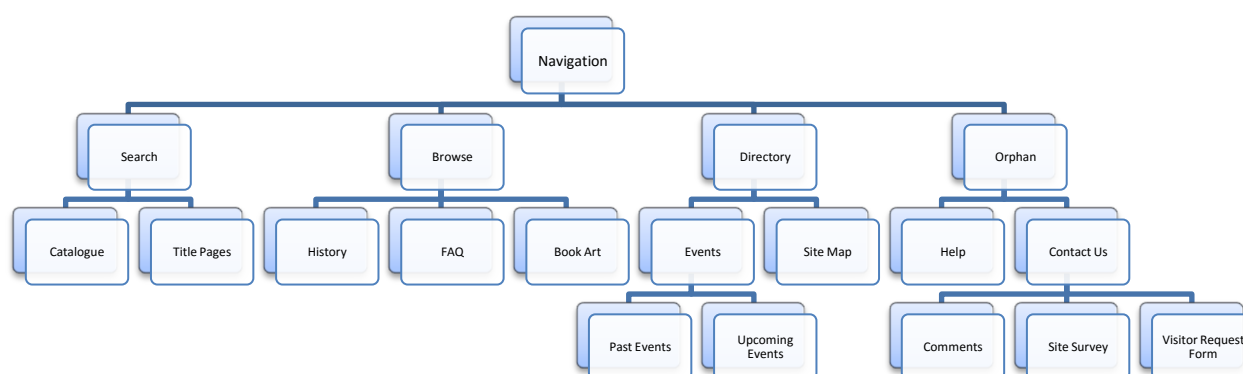 Navigation
Search
Browse
Directory
Orphan
Catalogue
Title Pages
History
FAQ
Book Art
Events
Site Map
Help
Contact Us
Past Events
Upcoming
Events
Comments
Site Survey
Visitor Request
Form